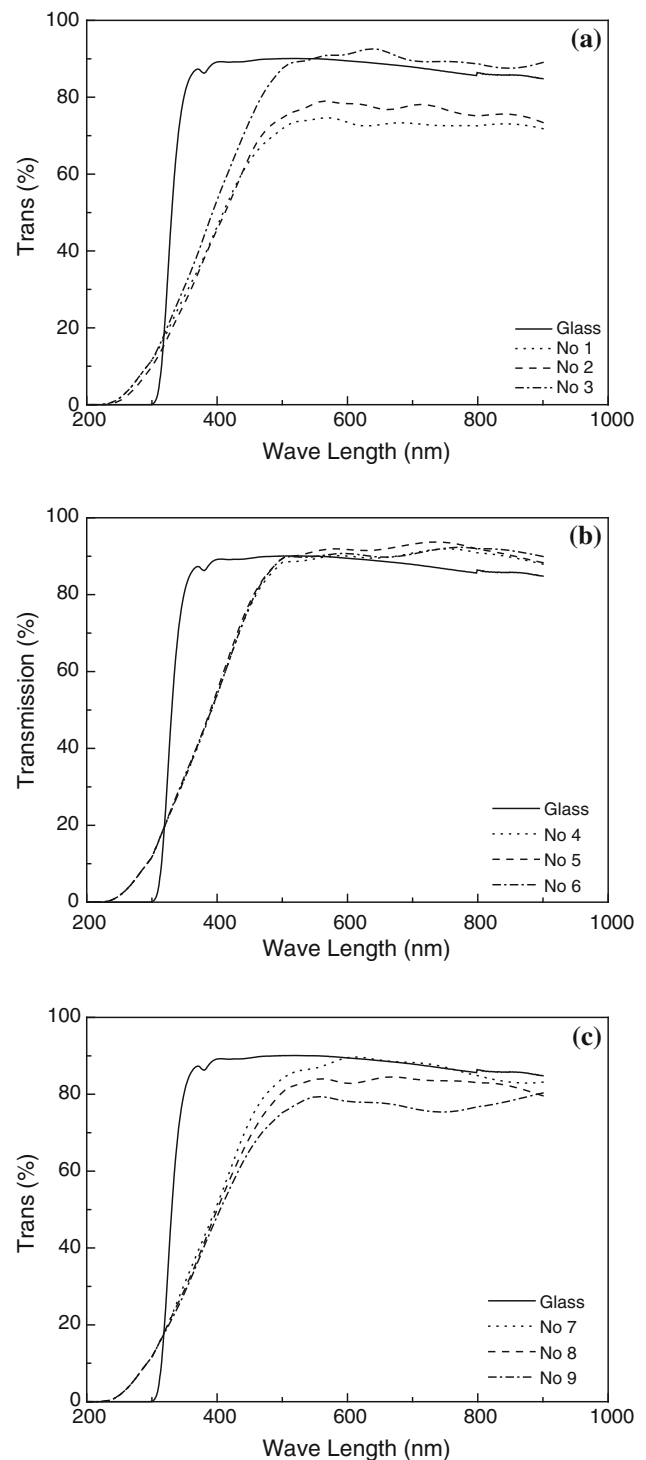 (a)
100
80
60
40
20
0
Trans (%)
Glass
No 1
No 2
No 3
200 400 600 800 1000
Wave Length (nm)
(b)
100
80
60
40
20
0
Transmission (%)
Glass
No 4
No 5
No 6
200 400 600 800 1000
Wave Length (nm)
(c)
100
80
60
40
20
0
Trans (%)
Glass
No 7
No 8
No 9
200 400 600 800 1000
Wave Length (nm)